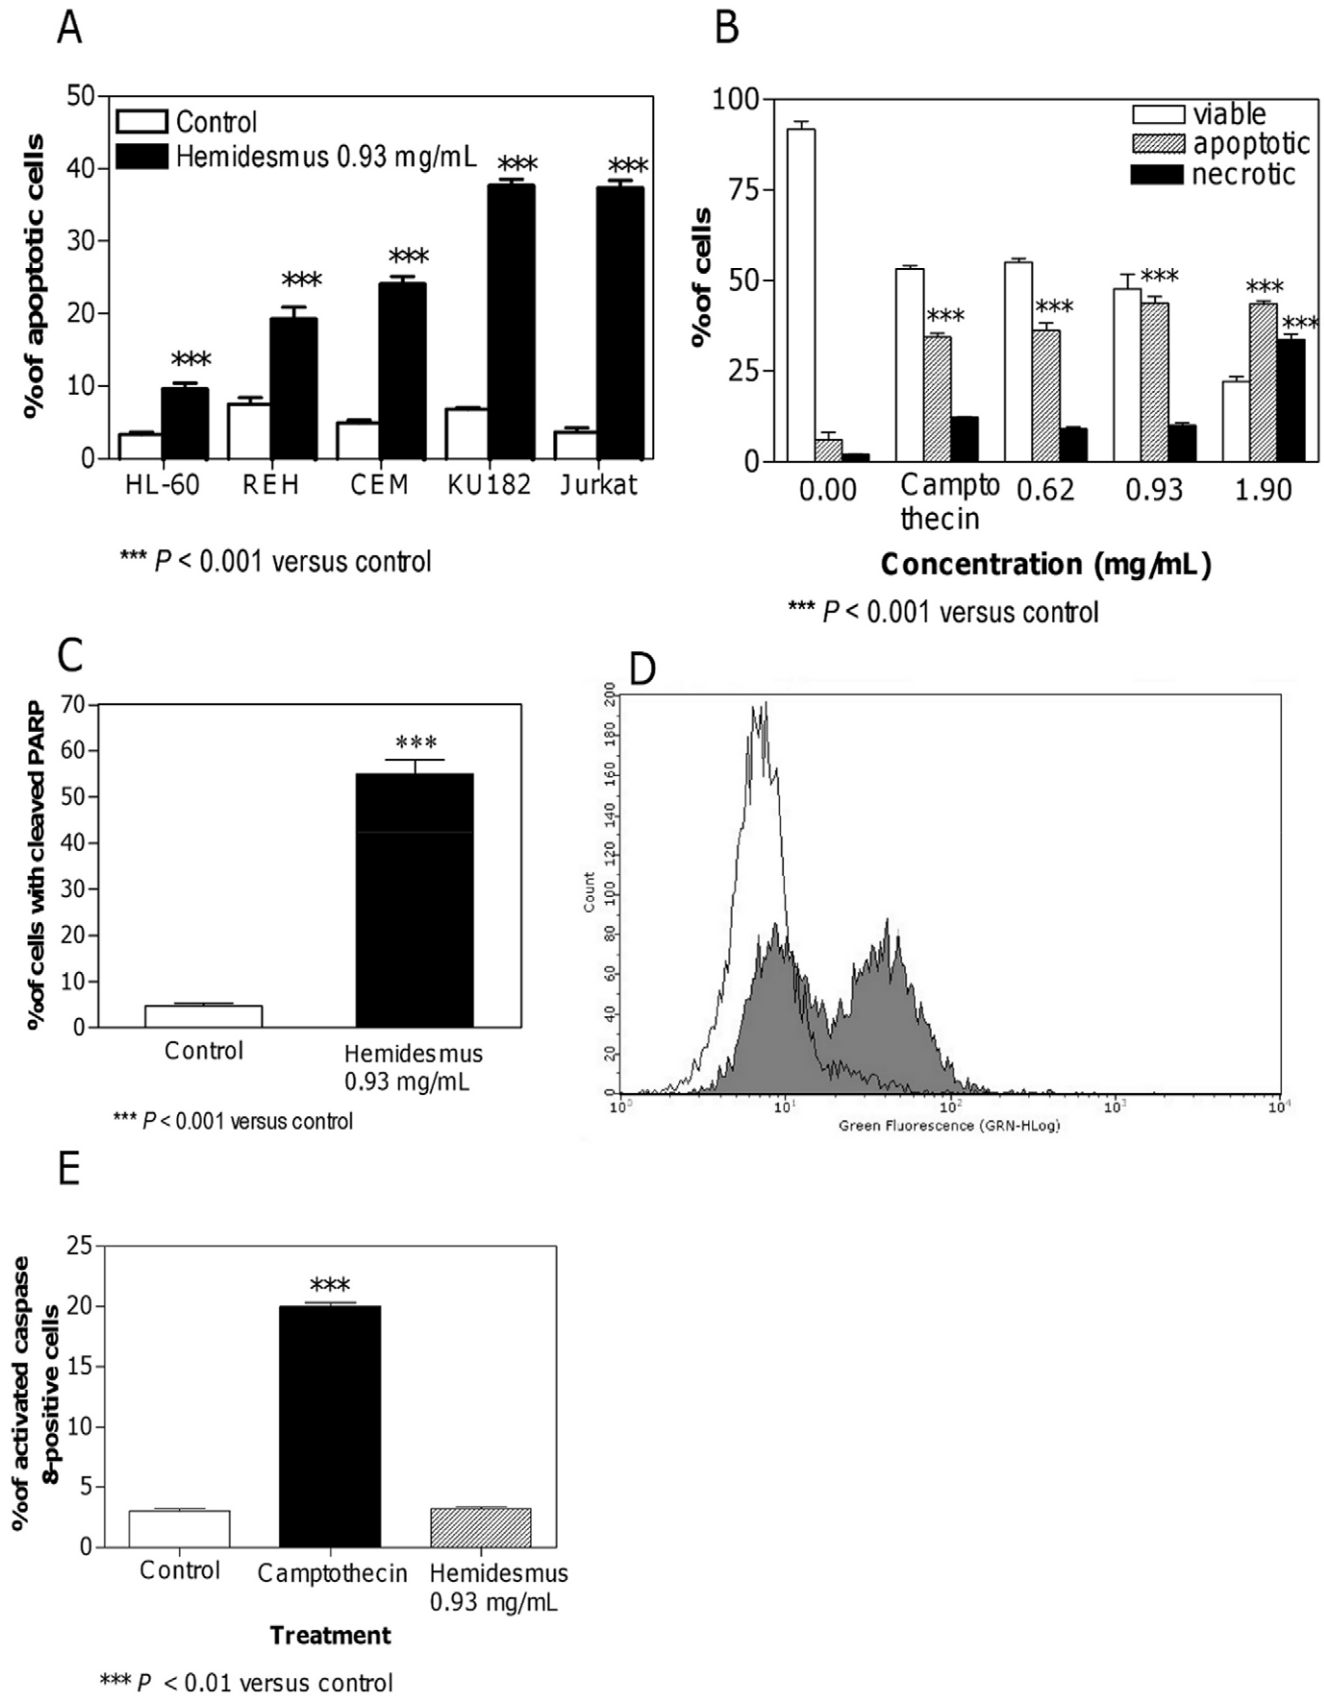 A
%of apoptotic cells
50
40
30
20
10
0
Control
Hemidesmus 0.93 mg/mL
***
***
***
***
***
HL-60 REH CEM KU182 Jurkat
*** P < 0.001 versus control
B
%of cells
100
75
50
25
0
viable
apoptotic
necrotic
***
***
***
***
***
0.00 Campto 0.62 0.93 1.90
thecin
Concentration (mg/mL)
*** P < 0.001 versus control
C
%of cells with cleaved PARP
70
60
50
40
30
20
10
0
***
Control Hemidesmus
0.93 mg/mL
*** P < 0.001 versus control
D
Count
200
180
160
140
120
100
80
60
40
20
0
10⁰ 10¹ 10² 10³ 10⁴
Green Fluorescence (GRN-HLog)
E
%of activated caspase
8-positive cells
25
20
15
10
5
0
***
Control Camptothecin Hemidesmus
0.93 mg/mL
Treatment
*** P < 0.01 versus control